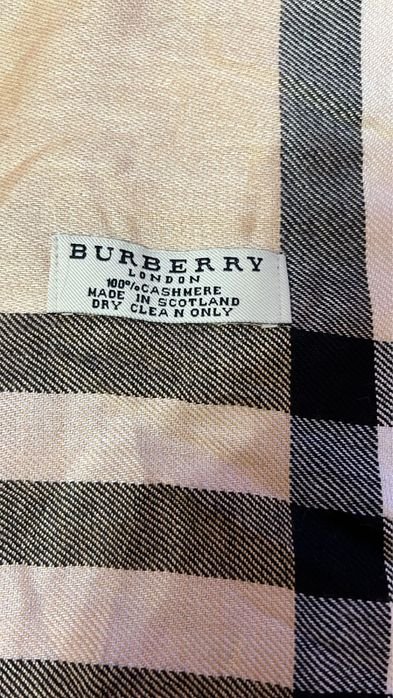 BURBERRY
LONDON
100% CASHMERE
MADE IN SCOTLAND
DRY CLEAN ONLY